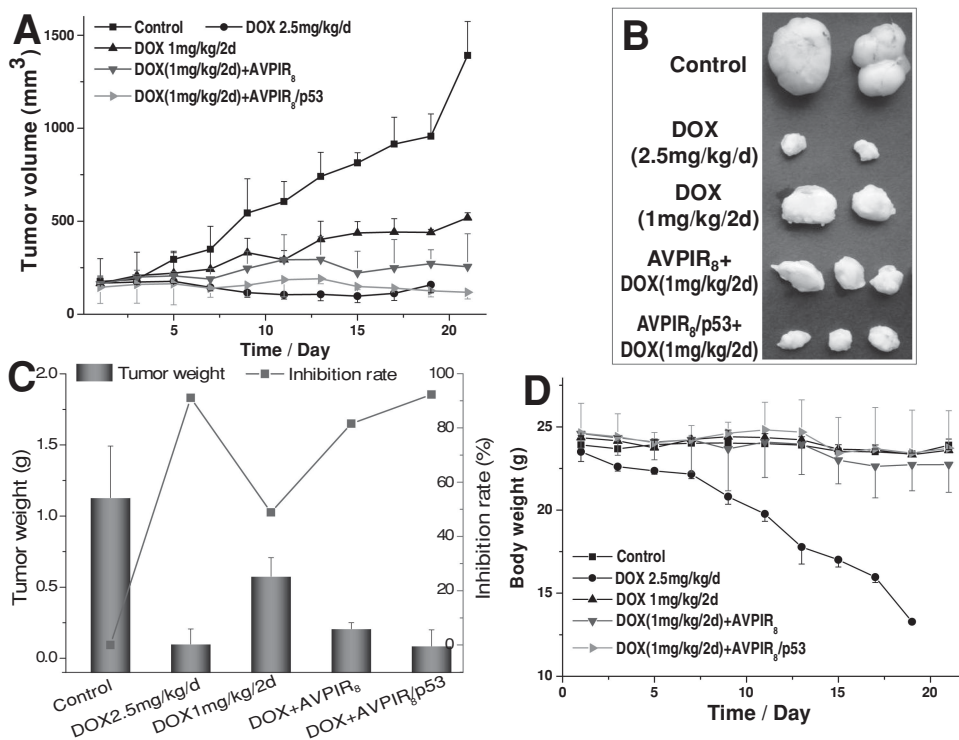 A
Control
DOX 2.5mg/kg/d
DOX 1mg/kg/2d
DOX(1mg/kg/2d)+AVPIR₈
DOX(1mg/kg/2d)+AVPIR₈/p53
Tumor volume (mm³)
1500
1000
500
0
5
10
15
20
Time / Day
B
Control
DOX
(2.5mg/kg/d)
DOX
(1mg/kg/2d)
AVPIR₈+
DOX(1mg/kg/2d)
AVPIR₈/p53+
DOX(1mg/kg/2d)
C
Tumor weight
Inhibition rate
Tumor weight (g)
2.0
1.5
1.0
0.5
0.0
Inhibition rate (%)
100
80
60
40
20
0
Control
DOX2.5mg/kg/d
DOX1mg/kg/2d
DOX+AVPIR₈
DOX+AVPIR₈/p53
D
Body weight (g)
25
20
15
10
Control
DOX 2.5mg/kg/d
DOX 1mg/kg/2d
DOX(1mg/kg/2d)+AVPIR₈
DOX(1mg/kg/2d)+AVPIR₈/p53
0
5
10
15
20
Time / Day